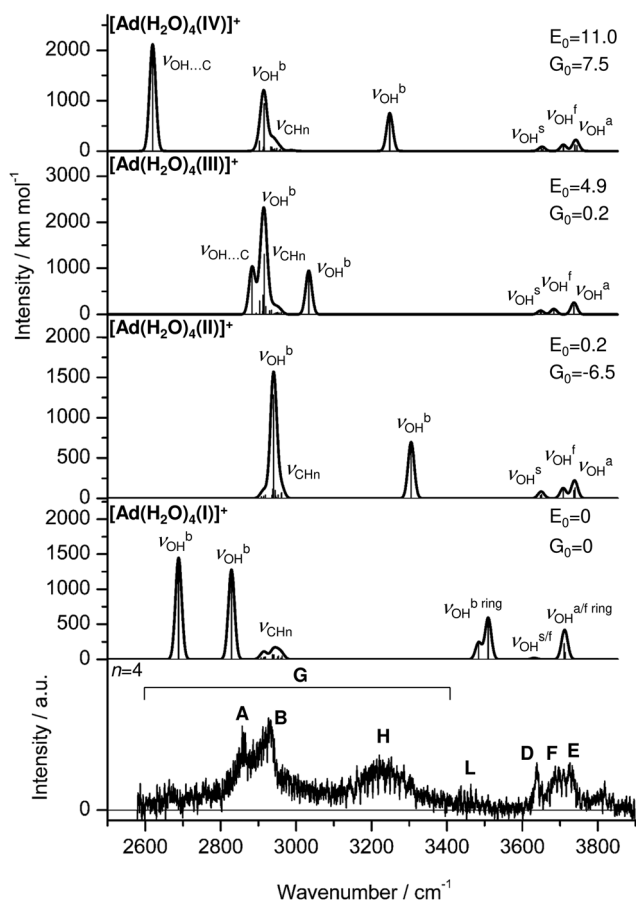 [Ad(H₂O)₄(IV)]⁺
E₀=11.0
G₀=7.5
νOH...C
νOHᵇ
νCHn
νOHᵇ
νOHˢ
νOHᶠ
νOHᵃ
2000
1000
0
[Ad(H₂O)₄(III)]⁺
E₀=4.9
G₀=0.2
νOHᵇ
νOH...C
νCHn
νOHᵇ
νOHˢ
νOHᶠ
νOHᵃ
3000
2000
1000
0
Intensity / km mol⁻¹
[Ad(H₂O)₄(II)]⁺
E₀=0.2
G₀=-6.5
νOHᵇ
νCHn
νOHᵇ
νOHˢ
νOHᶠ
νOHᵃ
2000
1500
1000
500
0
[Ad(H₂O)₄(I)]⁺
E₀=0
G₀=0
νOHᵇ
νOHᵇ
νCHn
νOHᵇ ʳⁱⁿᵍ
νOHˢ/ᶠ
νOHᵃ/ᶠ ʳⁱⁿᵍ
2000
1500
1000
500
0
n=4
G
A
B
H
L
D
F
E
Intensity / a.u.
0
2600 2800 3000 3200 3400 3600 3800
Wavenumber / cm⁻¹